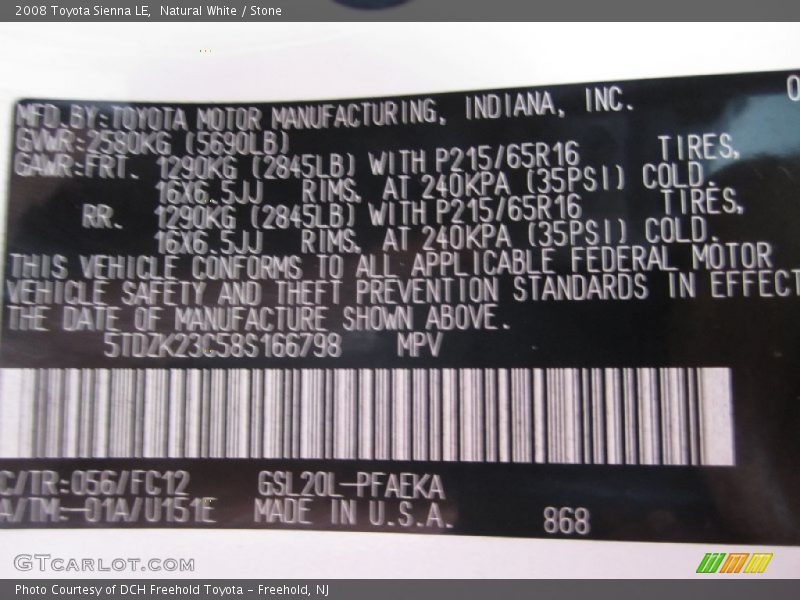 2008 Toyota Sienna LE, Natural White / Stone
MFD.BY:TOYOTA MOTOR MANUFACTURING, INDIANA, INC. 0
GVWR:2580KG (5690LB)
GAWR:FRT. 1290KG (2845LB) WITH P215/65R16 TIRES,
16X6.5JJ RIMS, AT 240KPA (35PSI) COLD.
RR. 1290KG (2845LB) WITH P215/65R16 TIRES,
16X6.5JJ RIMS, AT 240KPA (35PSI) COLD.
THIS VEHICLE CONFORMS TO ALL APPLICABLE FEDERAL MOTOR
VEHICLE SAFETY AND THEFT PREVENTION STANDARDS IN EFFECT
THE DATE OF MANUFACTURE SHOWN ABOVE.
5TDZK23C58S166798 MPV
C/TR:056/FC12 GSL20L-PFAEKA
A/TM:-01A/U151E MADE IN U.S.A. 868
GTCARLOT.COM
Photo Courtesy of DCH Freehold Toyota - Freehold, NJ